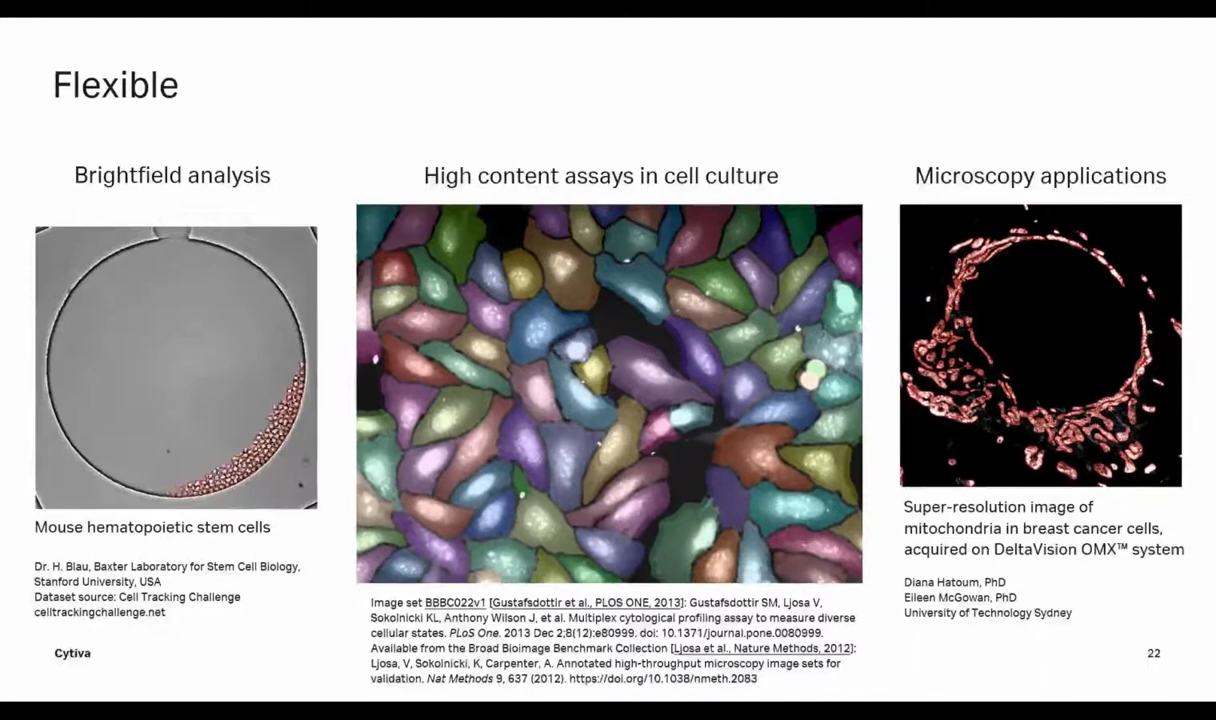 Flexible
Brightfield analysis
Mouse hematopoietic stem cells
Dr. H. Blau, Baxter Laboratory for Stem Cell Biology,
Stanford University, USA
Dataset source: Cell Tracking Challenge
celltrackingchallenge.net
High content assays in cell culture
Image set BBBC022v1 [Gustafsdottir et al., PLOS ONE, 2013]: Gustafsdottir SM, Ljosa V,
Sokolnicki KL, Anthony Wilson J, et al. Multiplex cytological profiling assay to measure diverse
cellular states. PLoS One. 2013 Dec 2;8(12):e80999. doi: 10.1371/journal.pone.0080999.
Available from the Broad Bioimage Benchmark Collection [Ljosa et al., Nature Methods, 2012]:
Ljosa, V, Sokolnicki, K, Carpenter, A. Annotated high-throughput microscopy image sets for
validation. Nat Methods 9, 637 (2012). https://doi.org/10.1038/nmeth.2083
Microscopy applications
Super-resolution image of
mitochondria in breast cancer cells,
acquired on DeltaVision OMX™ system
Diana Hatoum, PhD
Eileen McGowan, PhD
University of Technology Sydney
Cytiva
22